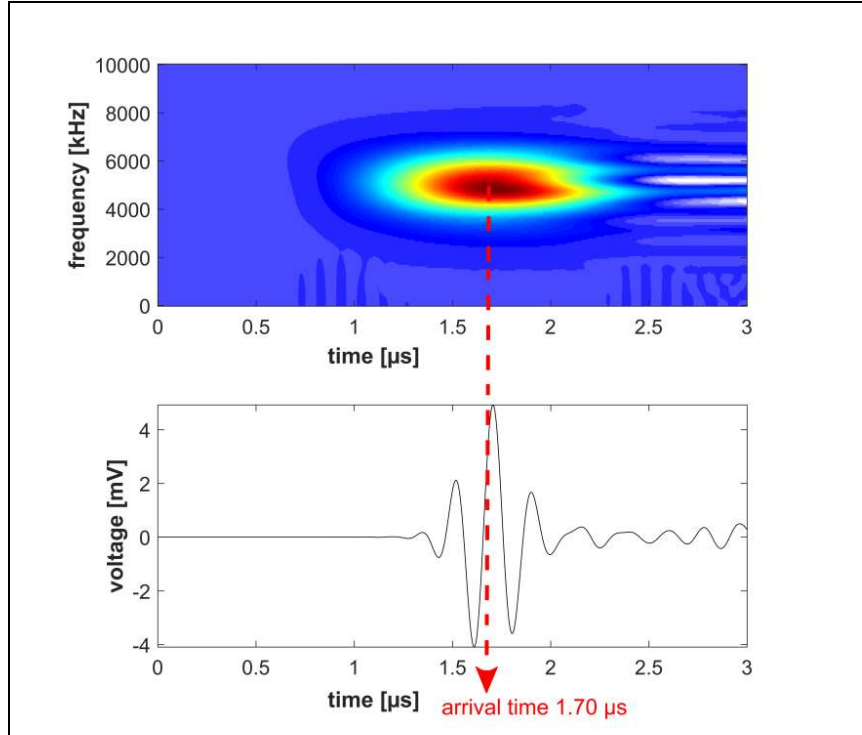 10000
8000
6000
4000
2000
0
frequency [kHz]
0 0.5 1 1.5 2 2.5 3
time [µs]
4
2
0
-2
-4
voltage [mV]
0 0.5 1 1.5 2 2.5 3
time [µs]
arrival time 1.70 µs